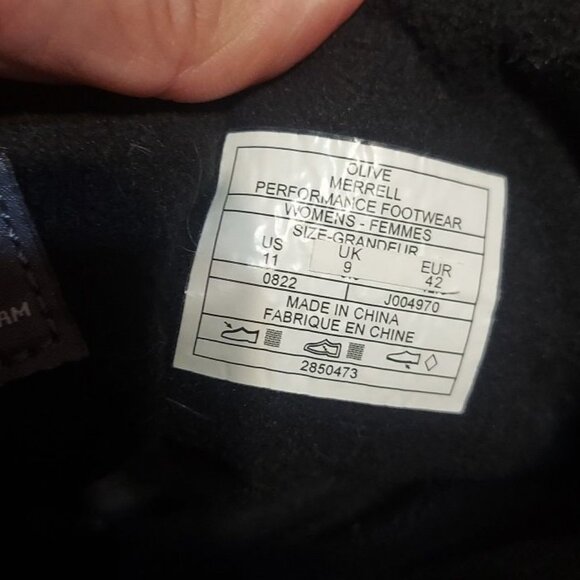 OLIVE
MERRELL
PERFORMANCE FOOTWEAR
WOMENS - FEMMES
SIZE-GRANDEUR
US UK EUR
11 9 42
0822 J004970
MADE IN CHINA
FABRIQUE EN CHINE
2850473
AM